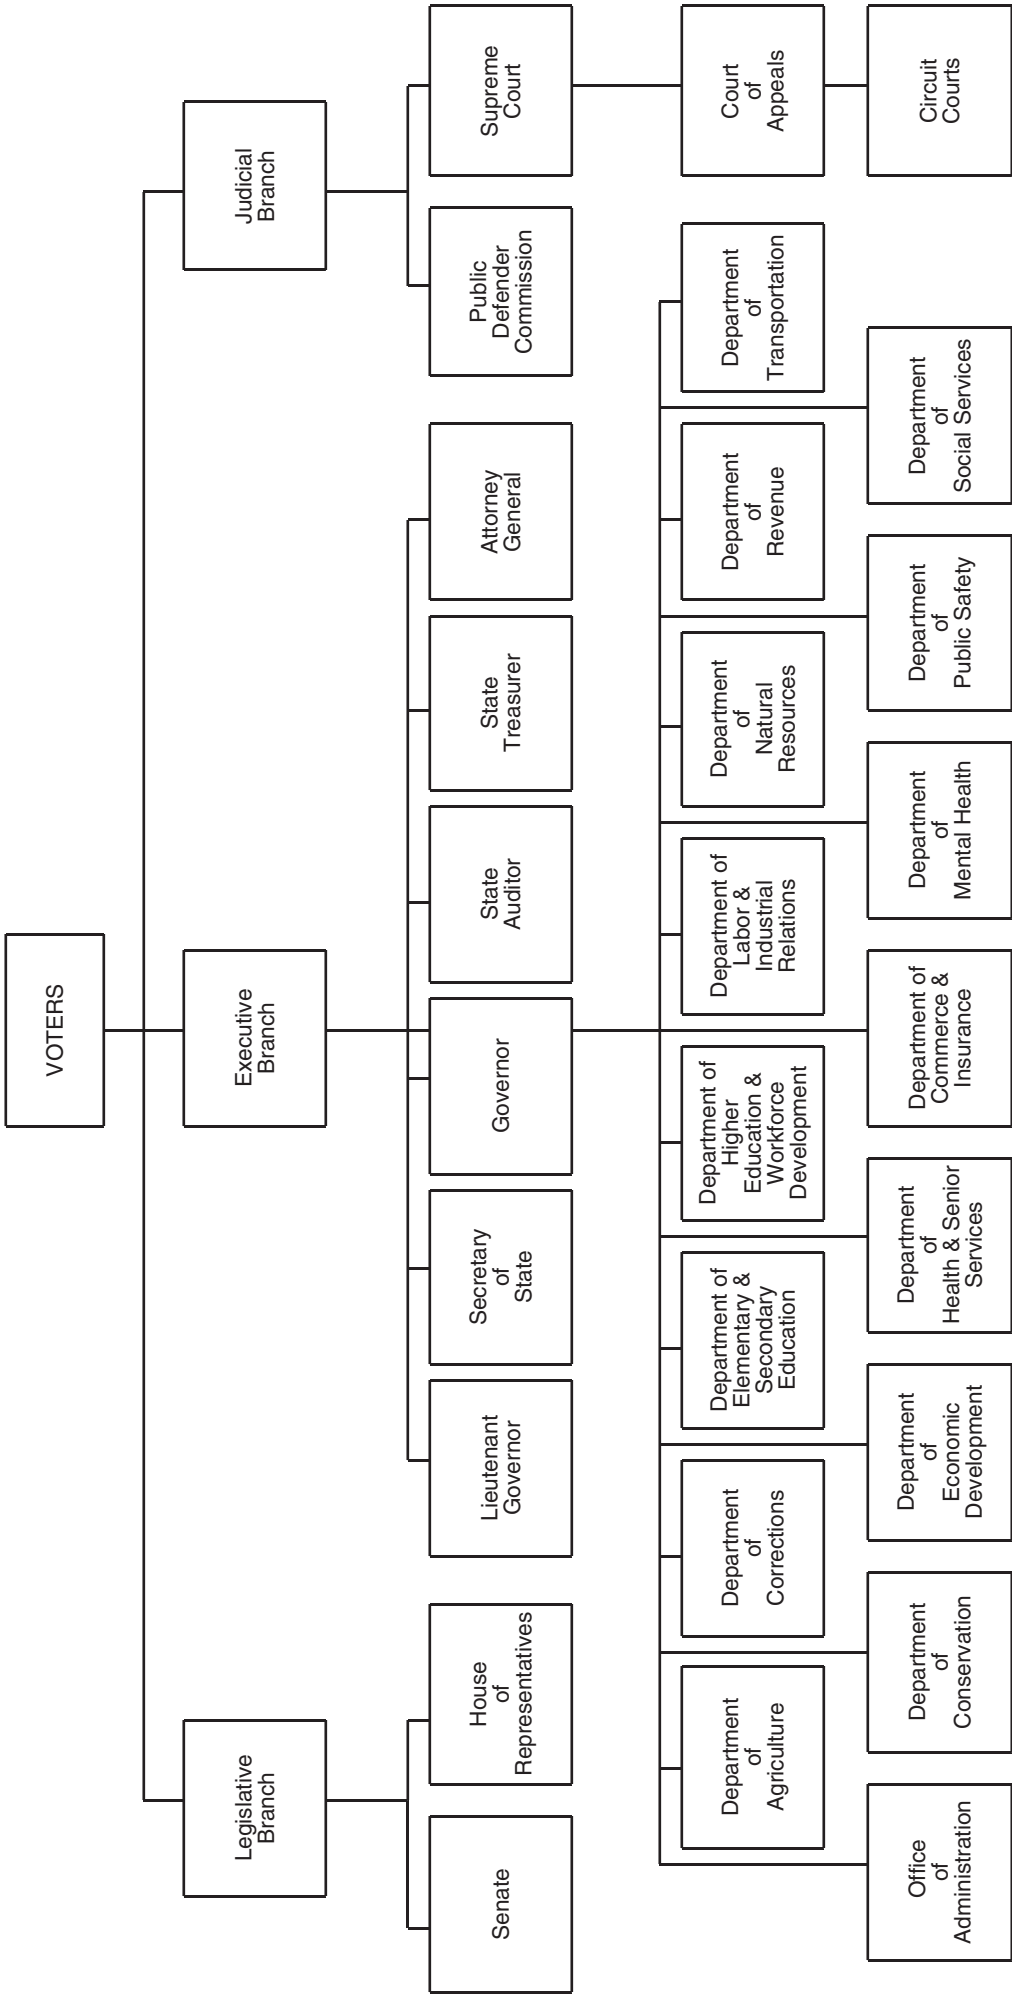 VOTERS
Legislative
Branch
Executive
Branch
Judicial
Branch
Senate
House
of
Representatives
Lieutenant
Governor
Secretary
of
State
Governor
State
Auditor
State
Treasurer
Attorney
General
Public
Defender
Commission
Supreme
Court
Department
of
Agriculture
Department
of
Corrections
Department of
Elementary &
Secondary
Education
Department of
Higher
Education &
Workforce
Development
Department of
Labor &
Industrial
Relations
Department
of
Natural
Resources
Department
of
Revenue
Department
of
Transportation
Court
of
Appeals
Office
of
Administration
Department
of
Conservation
Department
of
Economic
Development
Department
of
Health & Senior
Services
Department of
Commerce &
Insurance
Department
of
Mental Health
Department
of
Public Safety
Department
of
Social Services
Circuit
Courts